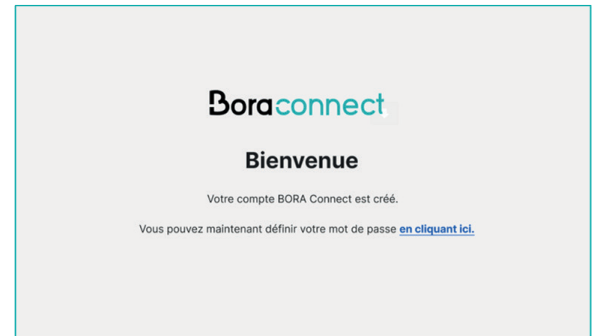 Boraconnect
Bienvenue
Votre compte BORA Connect est créé.
Vous pouvez maintenant définir votre mot de passe en cliquant ici.